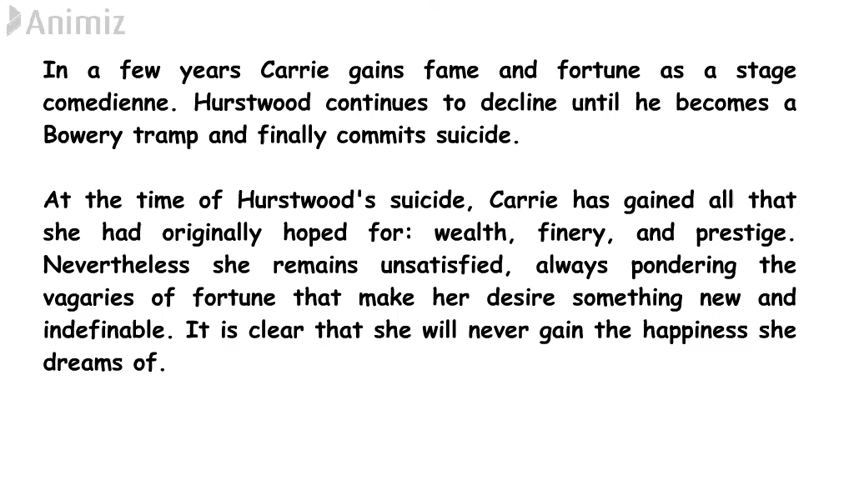 Animiz
In a few years Carrie gains fame and fortune as a stage
comedienne. Hurstwood continues to decline until he becomes a
Bowery tramp and finally commits suicide.
At the time of Hurstwood's suicide, Carrie has gained all that
she had originally hoped for: wealth, finery, and prestige.
Nevertheless she remains unsatisfied, always pondering the
vagaries of fortune that make her desire something new and
indefinable. It is clear that she will never gain the happiness she
dreams of.